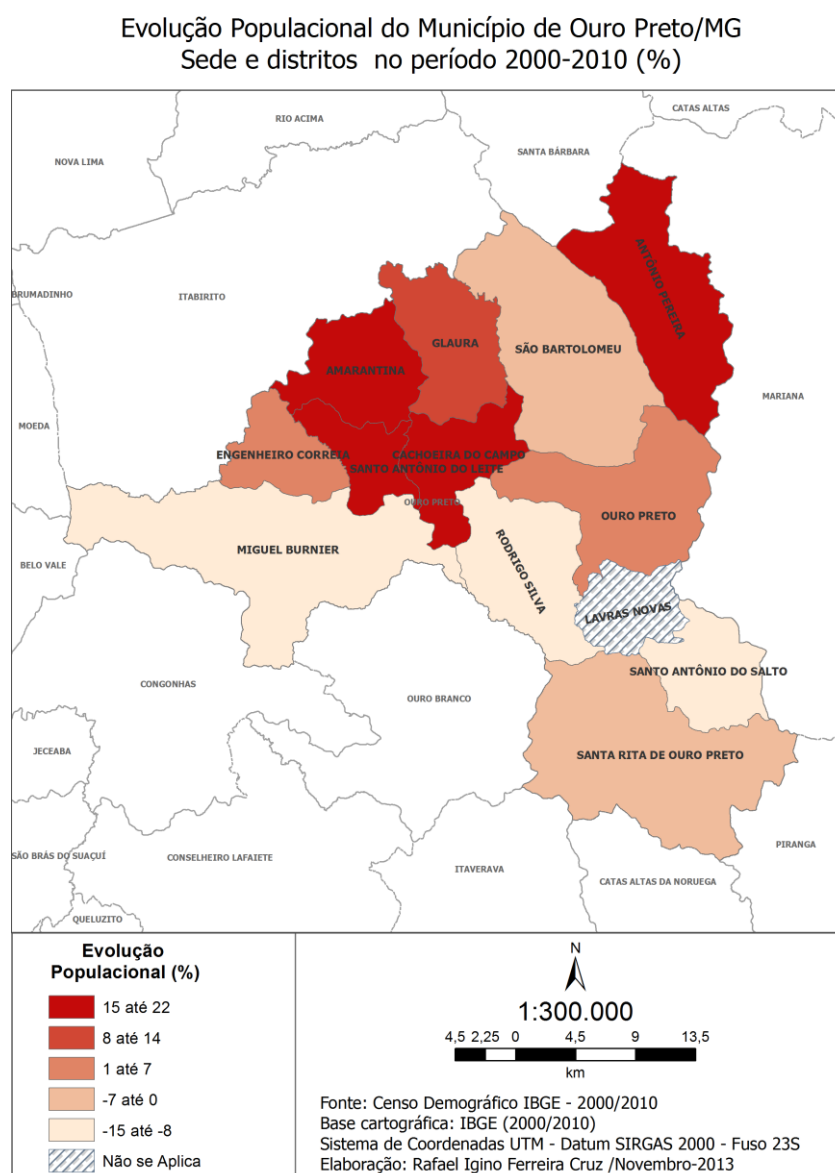 Evolução Populacional do Município de Ouro Preto/MG
Sede e distritos no período 2000-2010 (%)
CATAS ALTAS
RIO ACIMA
SANTA BÁRBARA
NOVA LIMA
ANTÔNIO PEREIRA
BRUMADINHO
ITABIRITO
GLAURA
SÃO BARTOLOMEU
AMARANTINA
MARIANA
MOEDA
ENGENHEIRO CORREIA
CACHOEIRA DO CAMPO
SANTO ANTÔNIO DO LEITE
OURO PRETO
OURO PRETO
MIGUEL BURNIER
RODRIGO SILVA
BELO VALE
LAVRAS NOVAS
SANTO ANTÔNIO DO SALTO
CONGONHAS
OURO BRANCO
JECEABA
SANTA RITA DE OURO PRETO
PIRANGA
SÃO BRÁS DO SUAÇUÍ
CONSELHEIRO LAFAIETE
ITAVERAVA
CATAS ALTAS DA NORUEGA
QUELUZITO
Evolução
Populacional (%)
15 até 22
8 até 14
1 até 7
-7 até 0
-15 até -8
Não se Aplica
N
1:300.000
4,5 2,25 0 4,5 9 13,5
km
Fonte: Censo Demográfico IBGE - 2000/2010
Base cartográfica: IBGE (2000/2010)
Sistema de Coordenadas UTM - Datum SIRGAS 2000 - Fuso 23S
Elaboração: Rafael Igino Ferreira Cruz /Novembro-2013